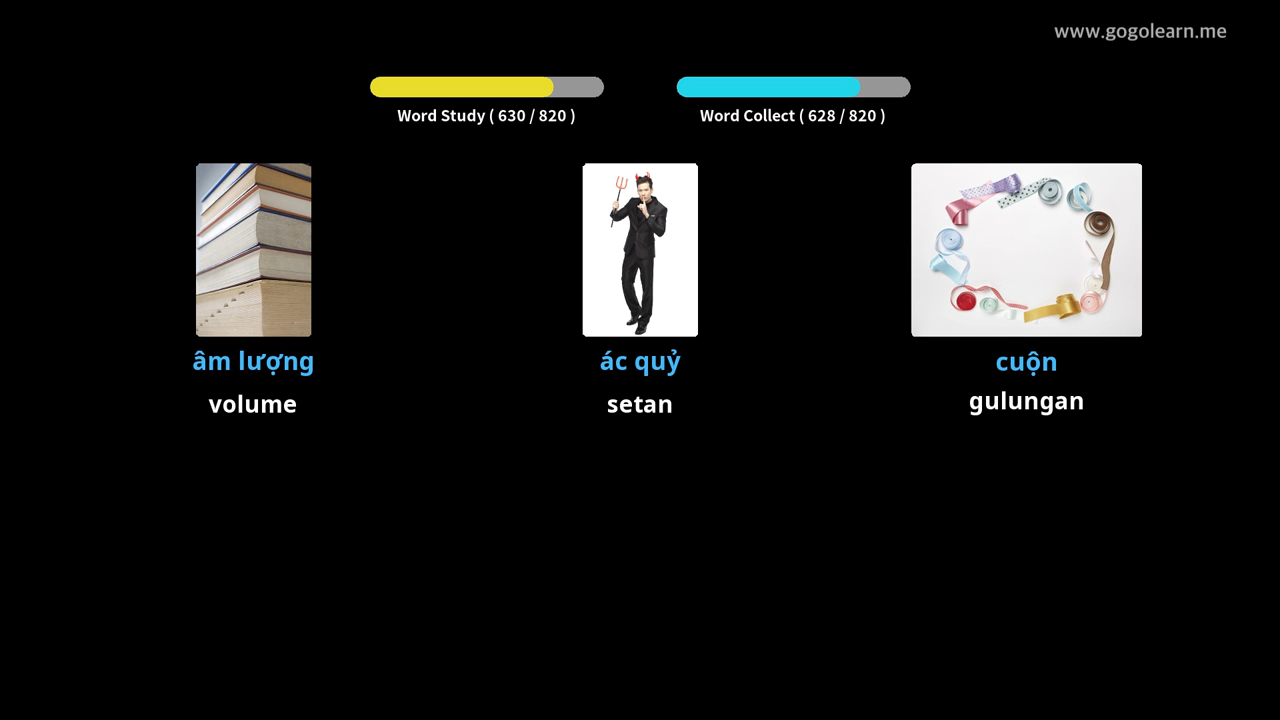 www.gogolearn.me
Word Study ( 630 / 820 )
Word Collect ( 628 / 820 )
âm lượng
volume
ác quỷ
setan
cuộn
gulungan